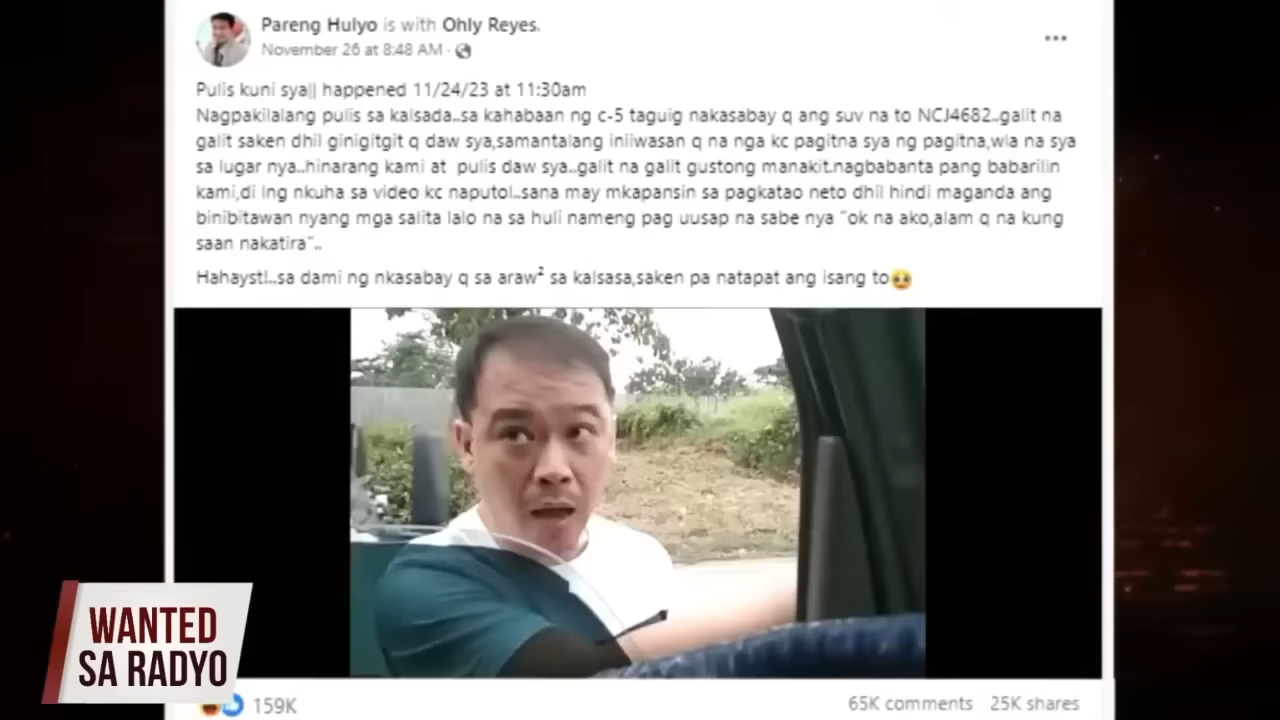 Pareng Hulyo is with Ohly Reyes.
November 26 at 8:48 AM ·
Pulis kuni sya|| happened 11/24/23 at 11:30am
Nagpakilalang pulis sa kalsada..sa kahabaan ng c-5 taguig nakasabay q ang suv na to NCJ4682..galit na
galit saken dhil ginigitgit q daw sya,samantalang iniiwasan q na nga kc pagitna sya ng pagitna,wla na sya
sa lugar nya..hinarang kami at pulis daw sya..galit na galit gustong manakit.nagbabanta pang babarilin
kami,di lng nkuha sa video kc naputol..sana may mkapansin sa pagkatao neto dhil hindi maganda ang
binibitawan nyang mga salita lalo na sa huli nameng pag uusap na sabe nya "ok na ako,alam q na kung
saan nakatira"..
Hahayst!..sa dami ng nkasabay q sa araw² sa kalsasa,saken pa natapat ang isang to🥹
WANTED
SA RADYO
159K
65K comments 25K shares